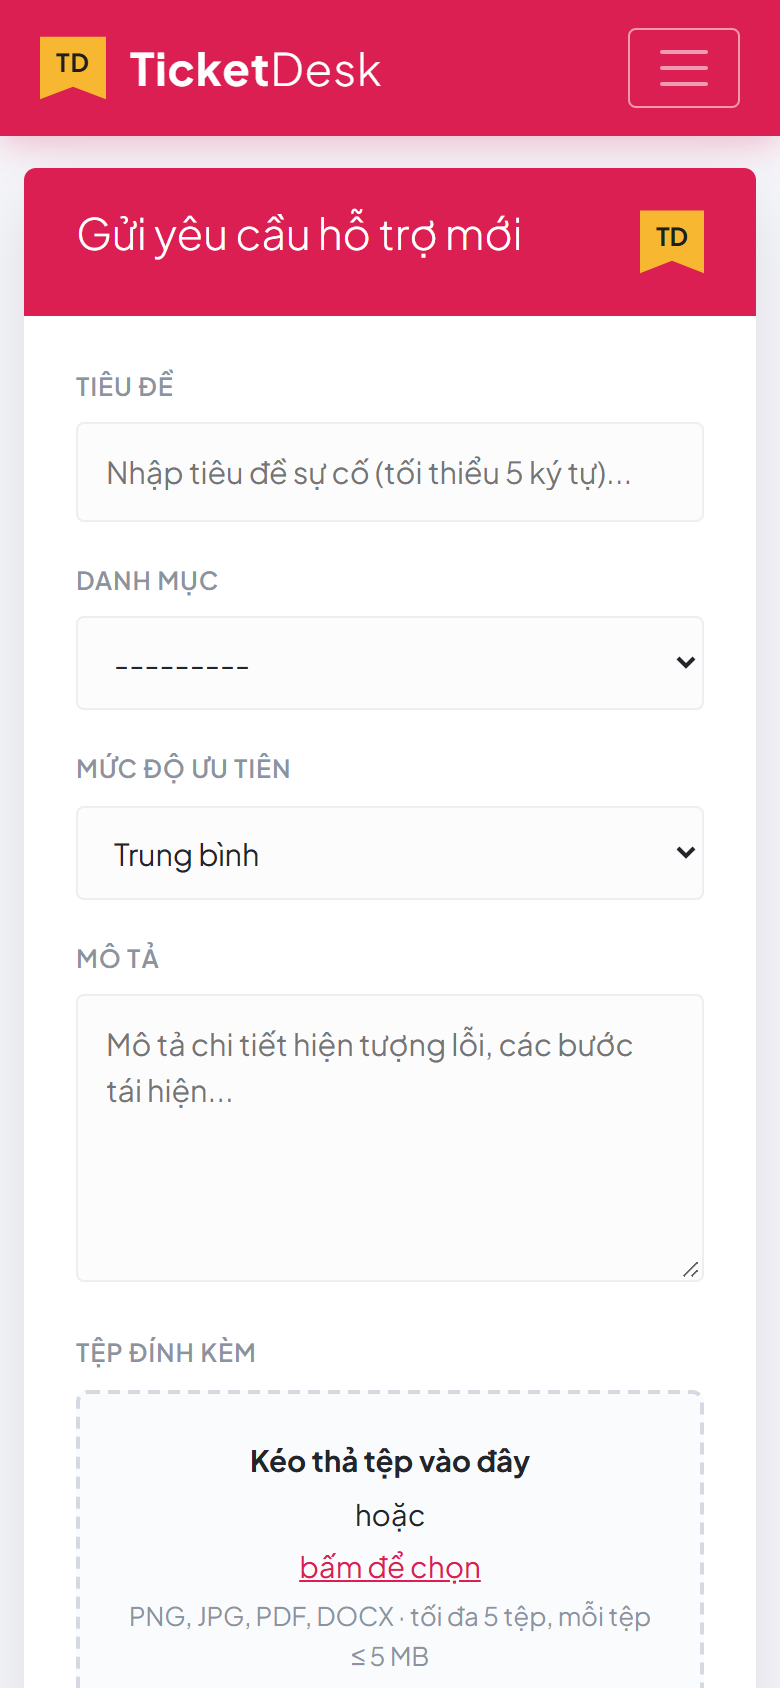 TD TicketDesk
Gửi yêu cầu hỗ trợ mới TD
TIÊU ĐỀ
Nhập tiêu đề sự cố (tối thiểu 5 ký tự)...
DANH MỤC
---------
MỨC ĐỘ ƯU TIÊN
Trung bình
MÔ TẢ
Mô tả chi tiết hiện tượng lỗi, các bước
tái hiện...
TỆP ĐÍNH KÈM
Kéo thả tệp vào đây
hoặc
bấm để chọn
PNG, JPG, PDF, DOCX · tối đa 5 tệp, mỗi tệp
≤ 5 MB